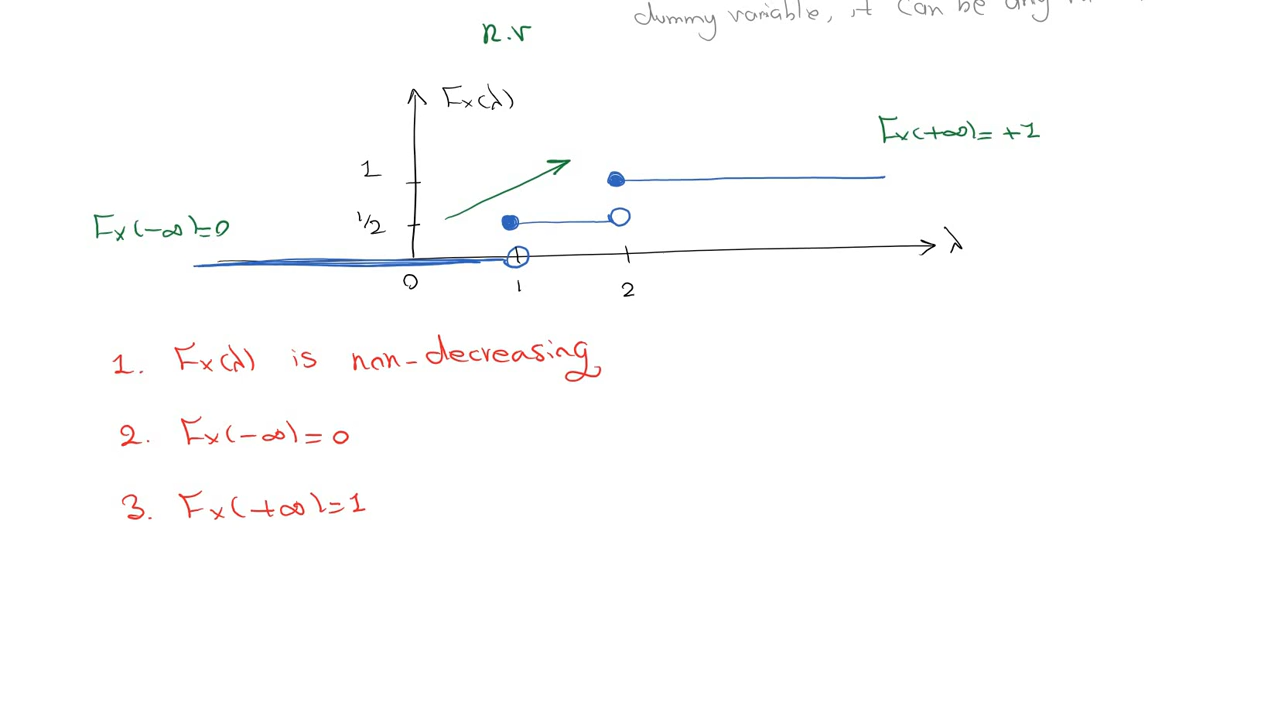 dummy variable, it can be any
R.V
Fx(λ)
Fx(+∞)= +1
1
1/2
Fx(-∞)=0
λ
0 1 2
1. Fx(λ) is non-decreasing
2. Fx(-∞)=0
3. Fx(+∞)=1